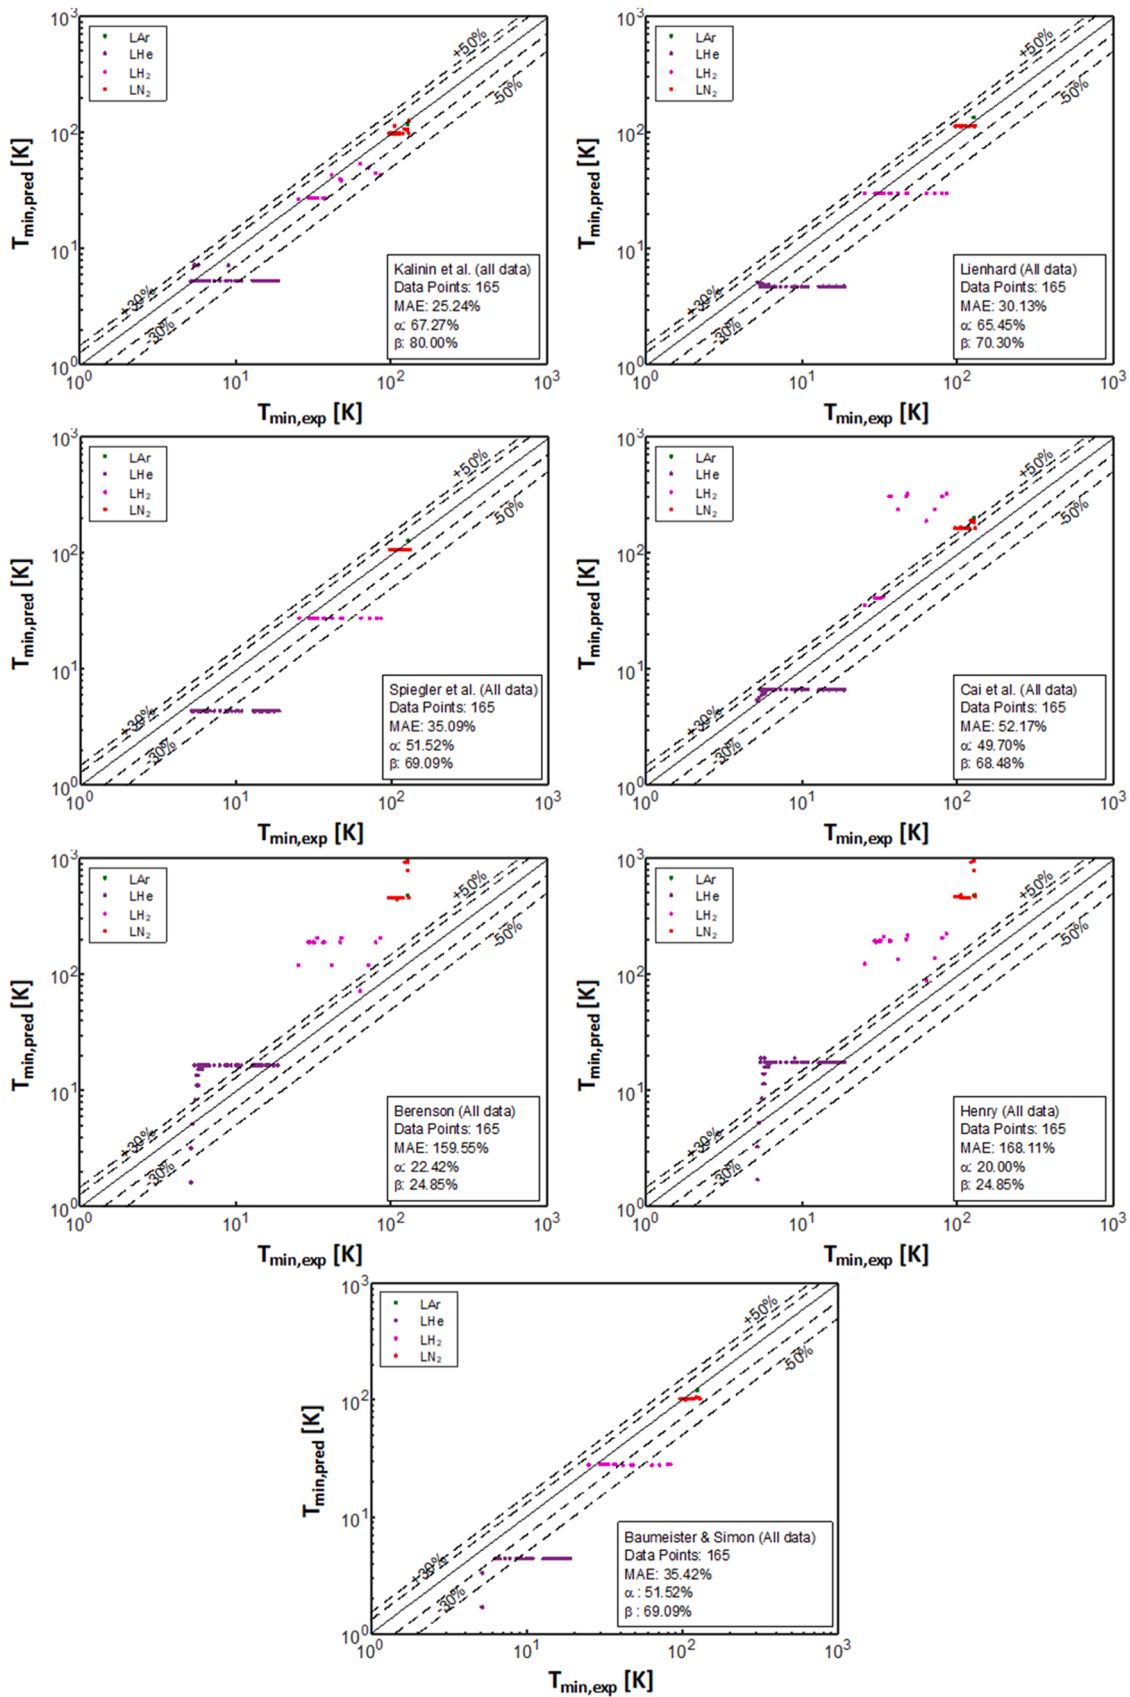 10³
LAr
LHe
LH₂
LN₂
+50%
-50%
10²
T_min,pred [K]
10¹
+30%
-30%
Kalinin et al. (all data)
Data Points: 165
MAE: 25.24%
α: 67.27%
β: 80.00%
10⁰
10⁰ 10¹ 10² 10³
T_min,exp [K]
10³
LAr
LHe
LH₂
LN₂
+50%
-50%
10²
T_min,pred [K]
10¹
+30%
-30%
Lienhard (All data)
Data Points: 165
MAE: 30.13%
α: 65.45%
β: 70.30%
10⁰
10⁰ 10¹ 10² 10³
T_min,exp [K]
10³
LAr
LHe
LH₂
LN₂
+50%
-50%
10²
T_min,pred [K]
10¹
+30%
-30%
Spiegler et al. (All data)
Data Points: 165
MAE: 35.09%
α: 51.52%
β: 69.09%
10⁰
10⁰ 10¹ 10² 10³
T_min,exp [K]
10³
LAr
LHe
LH₂
LN₂
+50%
-50%
10²
T_min,pred [K]
10¹
+30%
-30%
Cai et al. (All data)
Data Points: 165
MAE: 52.17%
α: 49.70%
β: 68.48%
10⁰
10⁰ 10¹ 10² 10³
T_min,exp [K]
10³
LAr
LHe
LH₂
LN₂
+50%
-50%
10²
T_min,pred [K]
10¹
+30%
-30%
Berenson (All data)
Data Points: 165
MAE: 159.55%
α: 22.42%
β: 24.85%
10⁰
10⁰ 10¹ 10² 10³
T_min,exp [K]
10³
LAr
LHe
LH₂
LN₂
+50%
-50%
10²
T_min,pred [K]
10¹
+30%
-30%
Henry (All data)
Data Points: 165
MAE: 168.11%
α: 20.00%
β: 24.85%
10⁰
10⁰ 10¹ 10² 10³
T_min,exp [K]
10³
LAr
LHe
LH₂
LN₂
+50%
-50%
10²
T_min,pred [K]
10¹
+30%
-30%
Baumeister & Simon (All data)
Data Points: 165
MAE: 35.42%
α : 51.52%
β : 69.09%
10⁰
10⁰ 10¹ 10² 10³
T_min,exp [K]